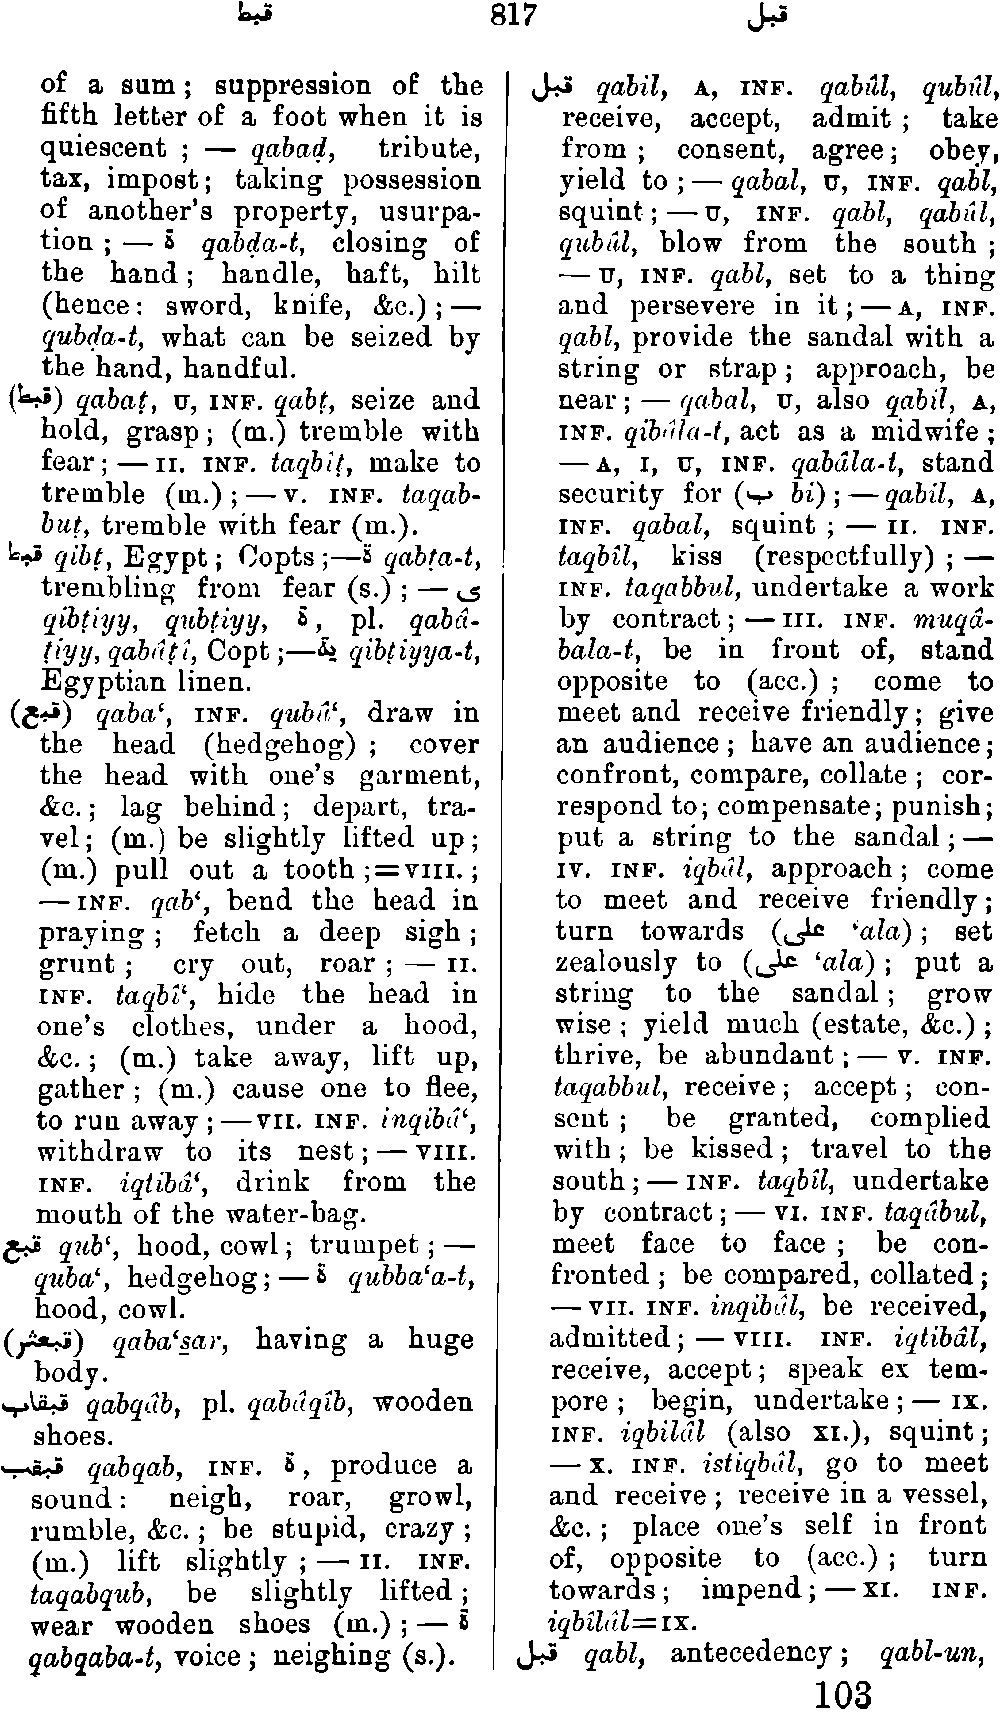 قبط 817 قبل
of a sum; suppression of the
fifth letter of a foot when it is
quiescent ; — qabaḍ, tribute,
tax, impost; taking possession
of another's property, usurpa-
tion ; — ة qabḍa-t, closing of
the hand; handle, haft, hilt
(hence: sword, knife, &c.) ; —
qubḍa-t, what can be seized by
the hand, handful.
(قبط) qabaṭ, U, INF. qabṭ, seize and
hold, grasp; (m.) tremble with
fear; — II. INF. taqbîṭ, make to
tremble (m.) ; — V. INF. taqab-
buṭ, tremble with fear (m.).
قبط qibṭ, Egypt; Copts ;—ة qabṭa-t,
trembling from fear (s.) ; — ى
qibṭiyy, qubṭiyy, ة, pl. qabâ-
ṭiyy, qabâṭî, Copt ;—ية qibṭiyya-t,
Egyptian linen.
(قبع) qaba‘, INF. qubû‘, draw in
the head (hedgehog) ; cover
the head with one's garment,
&c. ; lag behind; depart, tra-
vel; (m.) be slightly lifted up;
(m.) pull out a tooth ;=VIII. ;
— INF. qab‘, bend the head in
praying; fetch a deep sigh;
grunt; cry out, roar ; — II.
INF. taqbî‘, hide the head in
one's clothes, under a hood,
&c. ; (m.) take away, lift up,
gather ; (m.) cause one to flee,
to run away ; —VII. INF. inqibâ‘,
withdraw to its nest; — VIII.
INF. iqtibâ‘, drink from the
mouth of the water-bag.
قبع qub‘, hood, cowl; trumpet; —
quba‘, hedgehog; — ة qubba‘a-t,
hood, cowl.
(قبعثر) qaba‘s̱ar, having a huge
body.
قبقاب qabqâb, pl. qabâqîb, wooden
shoes.
قبقب qabqab, INF. ة, produce a
sound: neigh, roar, growl,
rumble, &c. ; be stupid, crazy ;
(m.) lift slightly ; — II. INF.
taqabqub, be slightly lifted;
wear wooden shoes (m.) ; — ة
qabqaba-t, voice; neighing (s.).
قبل qabil, A, INF. qabûl, qubûl,
receive, accept, admit ; take
from ; consent, agree; obey,
yield to ; — qabal, U, INF. qabl,
squint ; — U, INF. qabl, qabûl,
qubûl, blow from the south ;
— U, INF. qabl, set to a thing
and persevere in it; — A, INF.
qabl, provide the sandal with a
string or strap; approach, be
near; — qabal, U, also qabil, A,
INF. qibâla-t, act as a midwife ;
— A, I, U, INF. qabâla-t, stand
security for (ب bi) ; — qabil, A,
INF. qabal, squint ; — II. INF.
taqbîl, kiss (respectfully) ; —
INF. taqabbul, undertake a work
by contract; — III. INF. muqâ-
bala-t, be in front of, stand
opposite to (acc.) ; come to
meet and receive friendly; give
an audience; have an audience;
confront, compare, collate ; cor-
respond to; compensate; punish;
put a string to the sandal; —
IV. INF. iqbâl, approach; come
to meet and receive friendly;
turn towards (على ‘ala) ; set
zealously to (على ‘ala) ; put a
string to the sandal; grow
wise ; yield much (estate, &c.) ;
thrive, be abundant; — V. INF.
taqabbul, receive; accept; con-
sent ; be granted, complied
with; be kissed; travel to the
south; — INF. taqbîl, undertake
by contract; — VI. INF. taqâbul,
meet face to face ; be con-
fronted ; be compared, collated;
— VII. INF. inqibâl, be received,
admitted; — VIII. INF. iqtibâl,
receive, accept; speak ex tem-
pore ; begin, undertake; — IX.
INF. iqbilâl (also XI.), squint;
— X. INF. istiqbâl, go to meet
and receive ; receive in a vessel,
&c. ; place one's self in front
of, opposite to (acc.) ; turn
towards; impend; — XI. INF.
iqbîlâl=IX.
قبل qabl, antecedency; qabl-un,
103